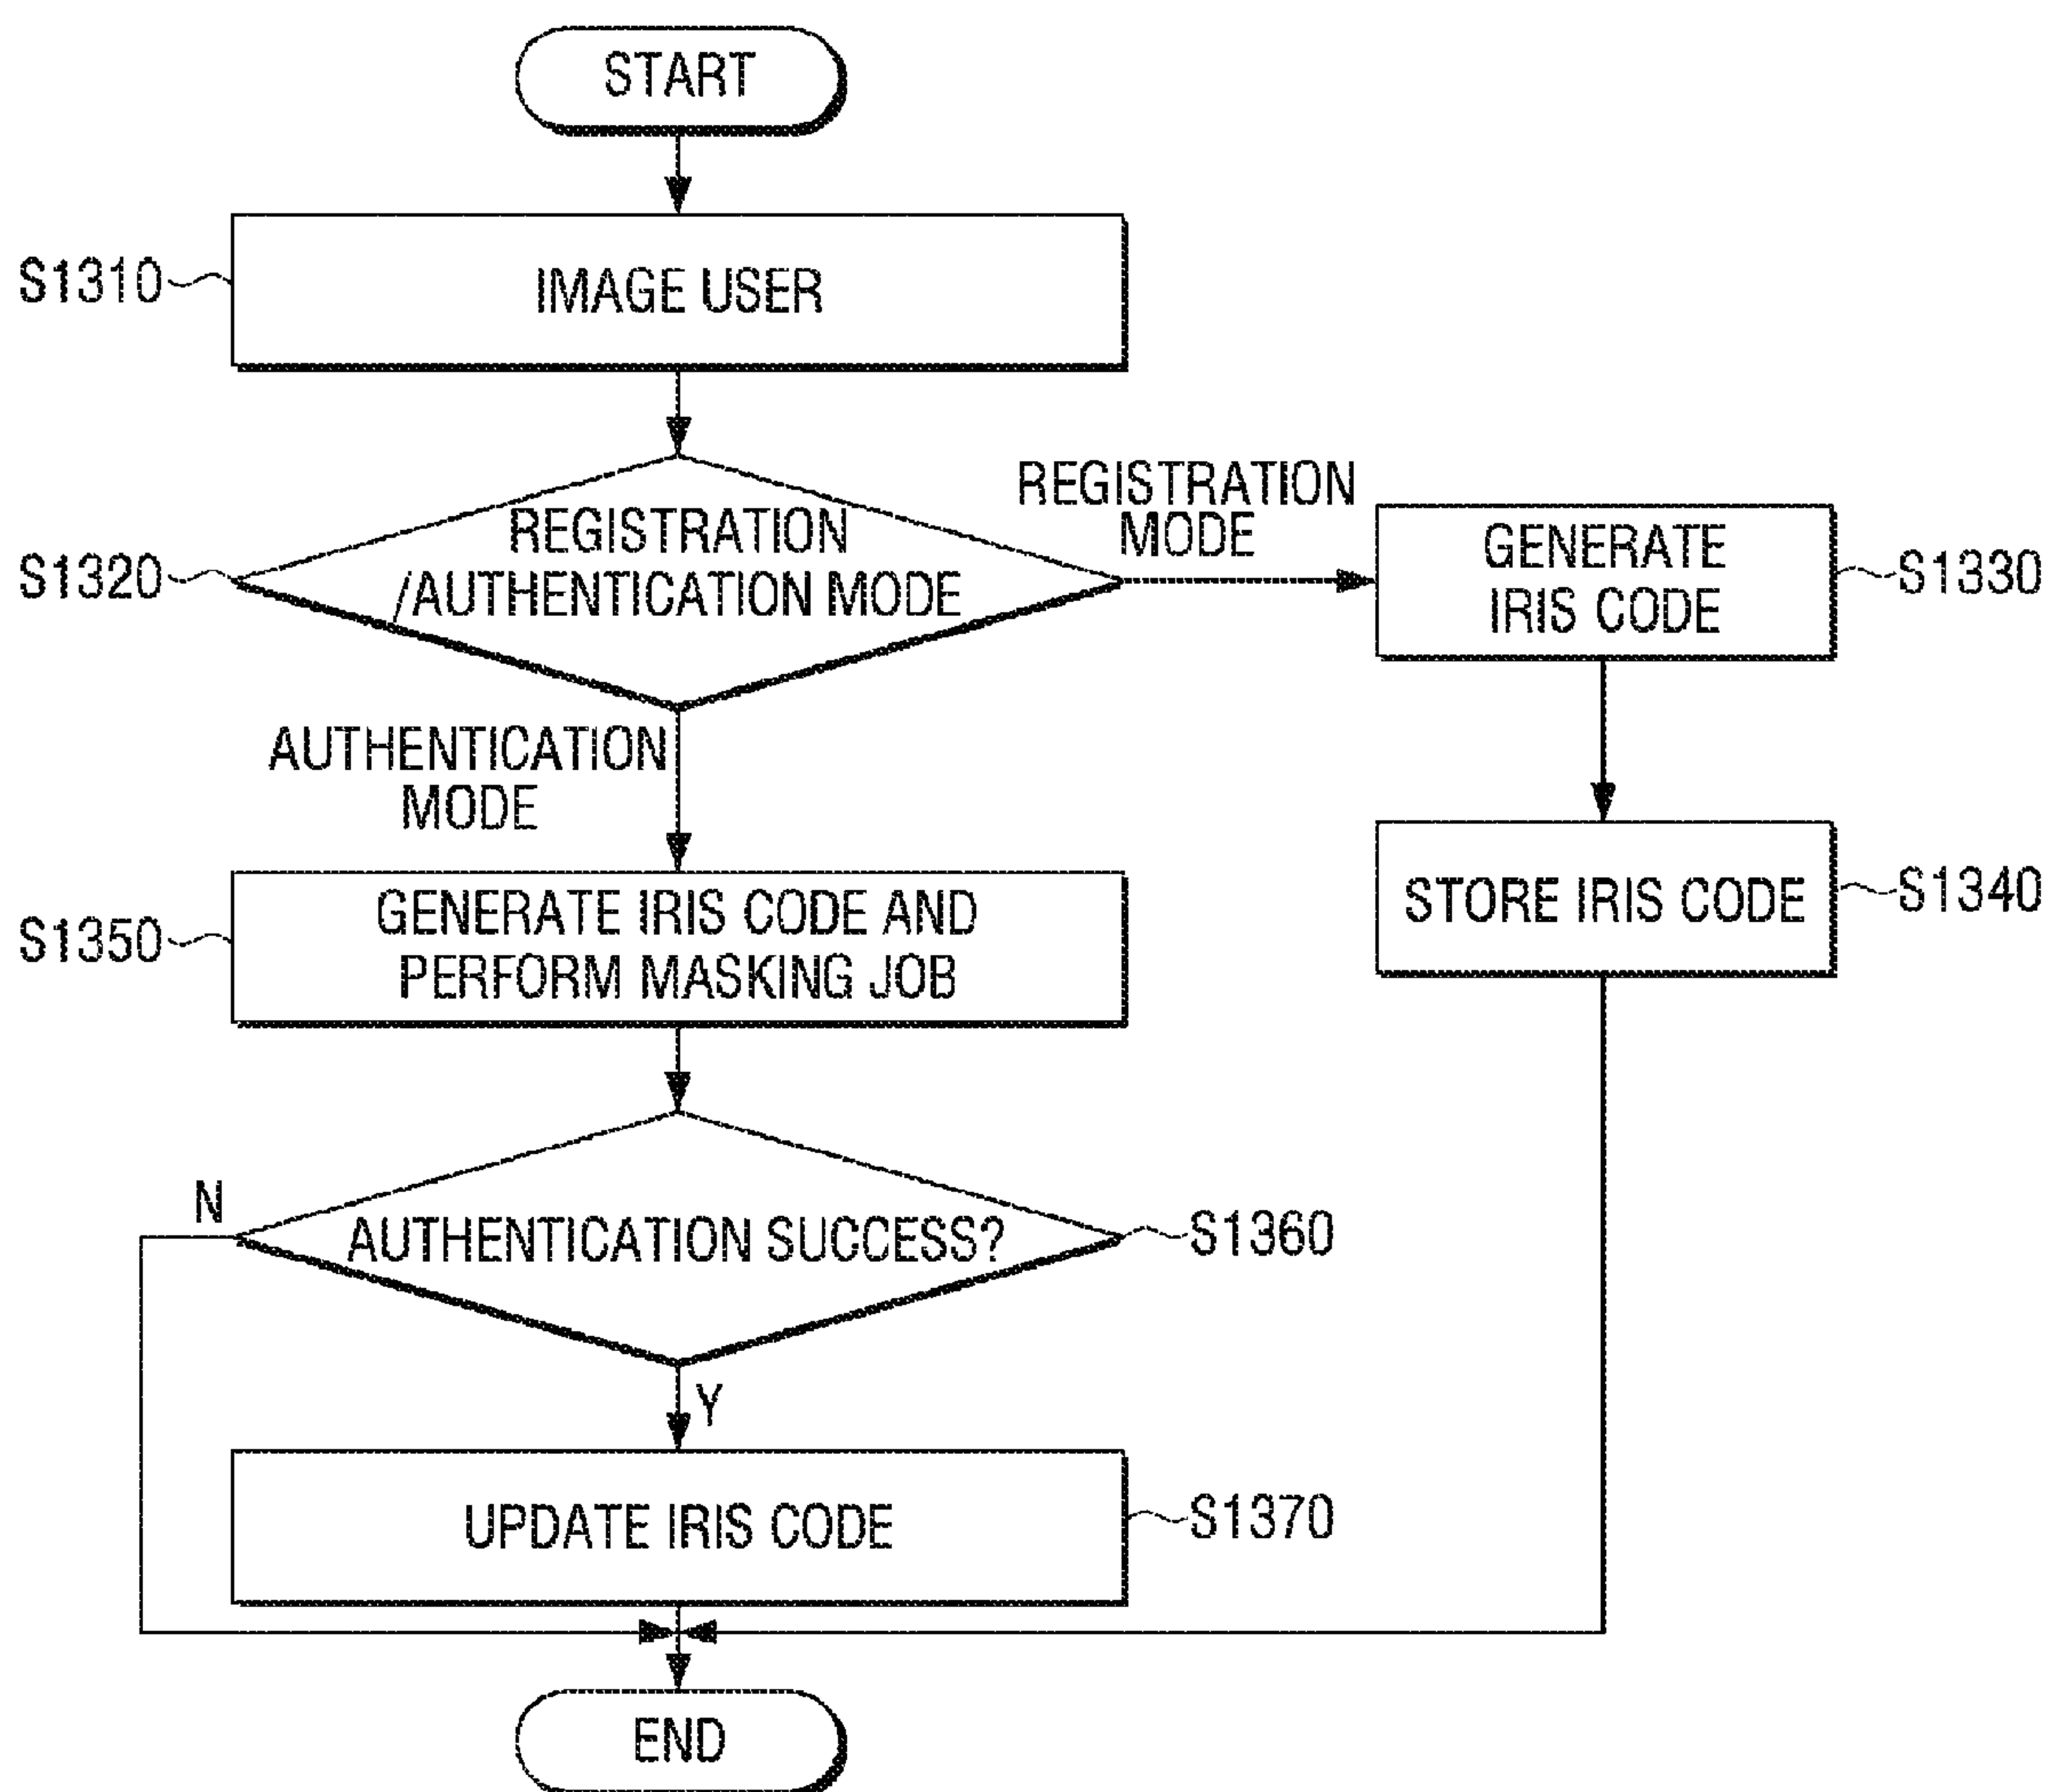 START
S1310
IMAGE USER
S1320
REGISTRATION
/AUTHENTICATION MODE
REGISTRATION
MODE
GENERATE
IRIS CODE
S1330
AUTHENTICATION
MODE
STORE IRIS CODE
S1340
S1350
GENERATE IRIS CODE AND
PERFORM MASKING JOB
N
AUTHENTICATION SUCCESS?
S1360
Y
UPDATE IRIS CODE
S1370
END